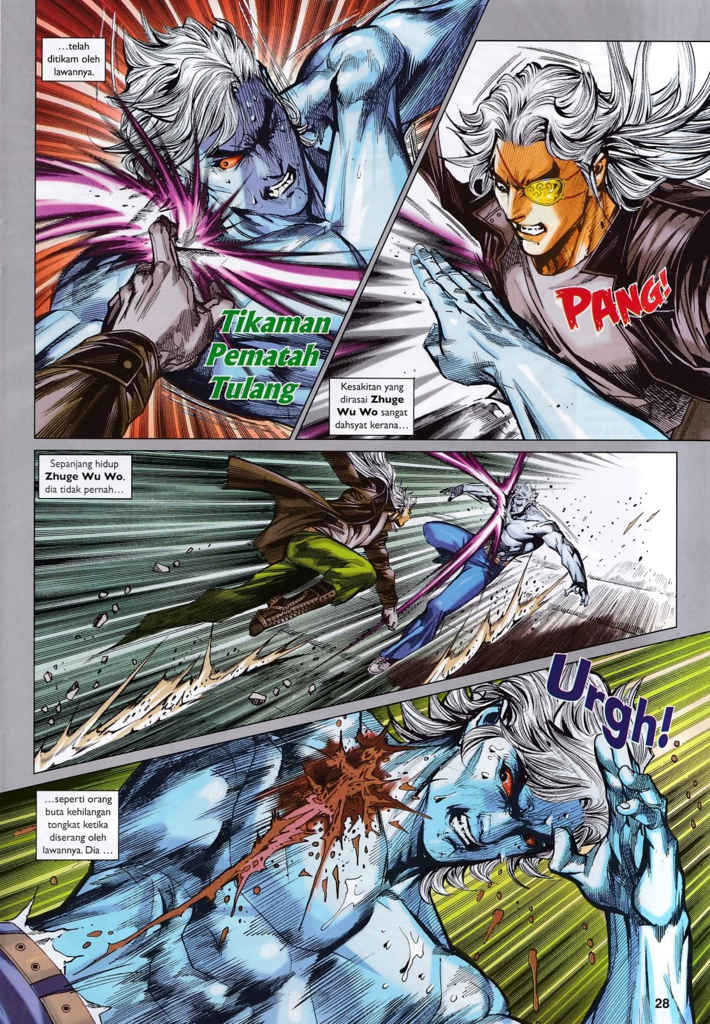 ...telah
ditikam oleh
lawannya.
Tikaman
Pematah
Tulang
PANG!
Kesakitan yang
dirasai Zhuge
Wu Wo sangat
dahsyat kerana...
Sepanjang hidup
Zhuge Wu Wo,
dia tidak pernah...
Urgh!
...seperti orang
buta kehilangan
tongkat ketika
diserang oleh
lawannya. Dia ...
28